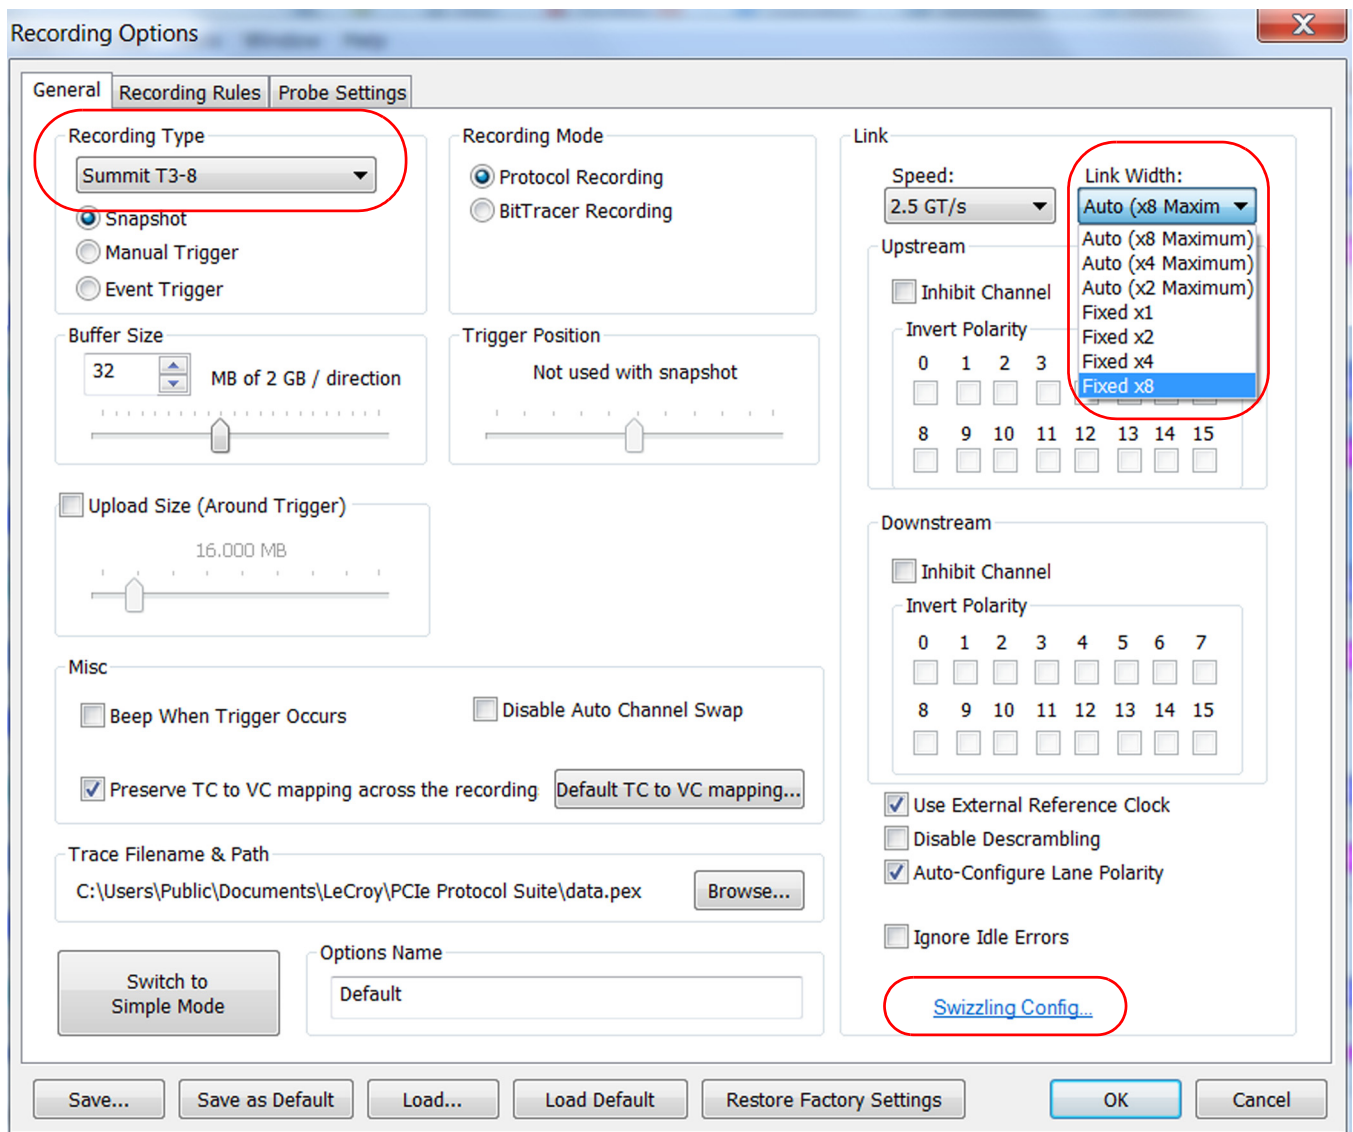 Recording Options
Window Help
X
General Recording Rules Probe Settings
Recording Type
Summit T3-8
Snapshot
Manual Trigger
Event Trigger
Recording Mode
Protocol Recording
BitTracer Recording
Link
Speed:
2.5 GT/s
Link Width:
Auto (x8 Maxim
Auto (x8 Maximum)
Auto (x4 Maximum)
Auto (x2 Maximum)
Fixed x1
Fixed x2
Fixed x4
Fixed x8
Upstream
Inhibit Channel
Invert Polarity
0 1 2 3
8 9 10 11 12 13 14 15
Buffer Size
32 MB of 2 GB / direction
Trigger Position
Not used with snapshot
Upload Size (Around Trigger)
16.000 MB
Downstream
Inhibit Channel
Invert Polarity
0 1 2 3 4 5 6 7
8 9 10 11 12 13 14 15
Misc
Beep When Trigger Occurs
Disable Auto Channel Swap
Preserve TC to VC mapping across the recording
Default TC to VC mapping...
Use External Reference Clock
Disable Descrambling
Auto-Configure Lane Polarity
Ignore Idle Errors
Swizzling Config...
Trace Filename & Path
C:\Users\Public\Documents\LeCroy\PCIe Protocol Suite\data.pex
Browse...
Switch to
Simple Mode
Options Name
Default
Save... Save as Default Load... Load Default Restore Factory Settings OK Cancel